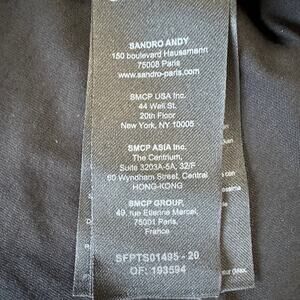 SANDRO ANDY
150 boulevard Haussmann
75008 Paris
www.sandro-paris.com
SMCP USA Inc.
44 Wall St.
20th Floor
New York, NY 10005
SMCP ASIA Inc.
The Centrium,
Suite 3203A-5A, 32/F
60 Wyndham Street, Central
HONG-KONG
SMCP GROUP,
49, rue Etienne Marcel,
75001 Paris,
France
SFPTS01495 - 20
OF: 193594